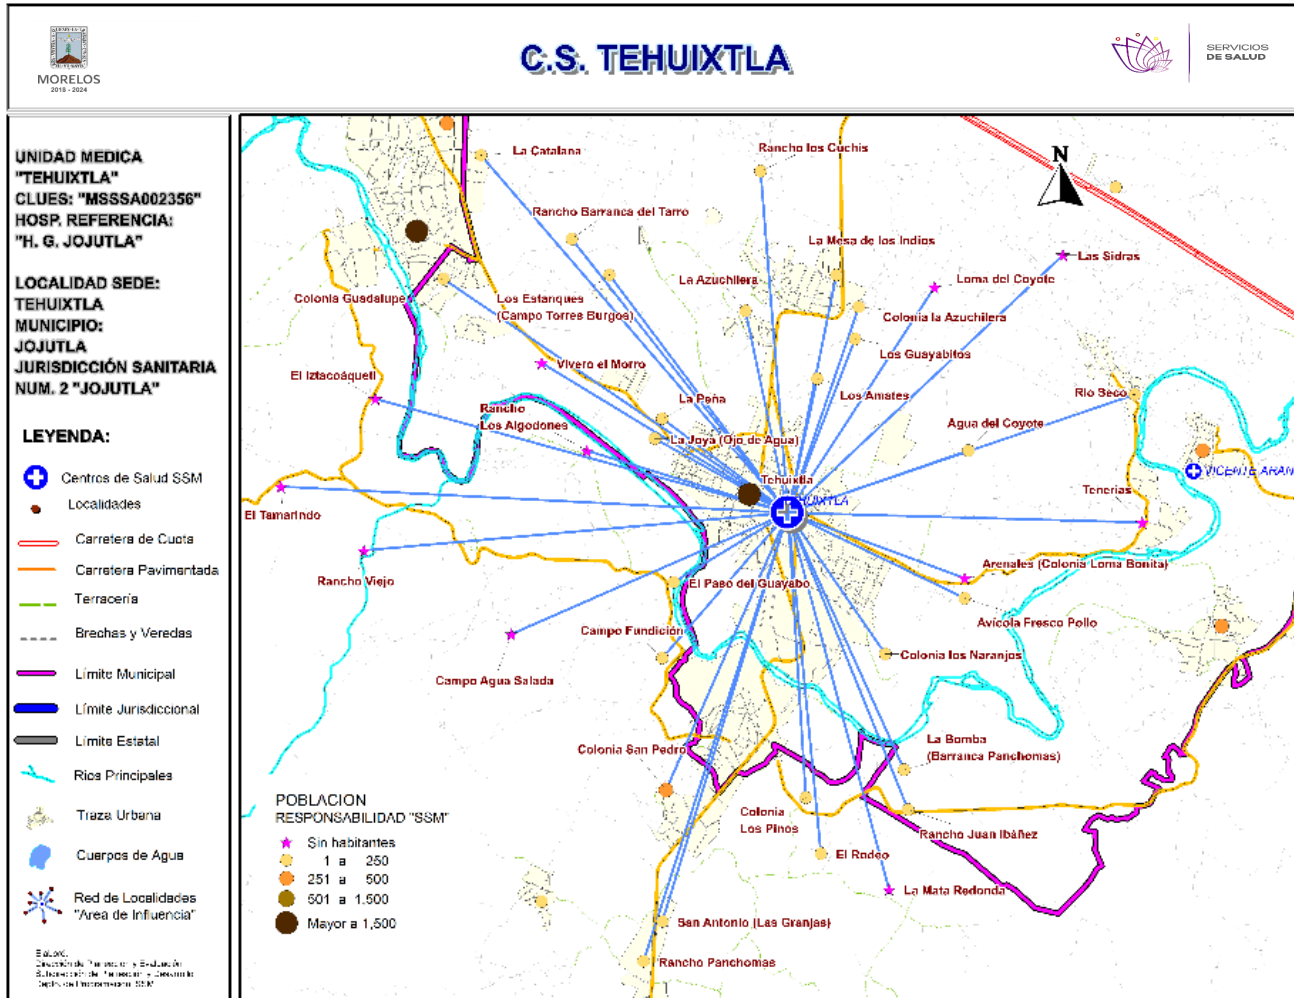 MORELOS
2018 - 2024
C.S. TEHUIXTLA
SERVICIOS
DE SALUD
UNIDAD MEDICA
"TEHUIXTLA"
CLUES: "MSSSA002356"
HOSP. REFERENCIA:
"H. G. JOJUTLA"
LOCALIDAD SEDE:
TEHUIXTLA
MUNICIPIO:
JOJUTLA
JURISDICCIÓN SANITARIA
NUM. 2 "JOJUTLA"
LEYENDA:
Centros de Salud SSM
Localidades
Carretera de Cuota
Carretera Pavimentada
Terracería
Brechas y Veredas
Límite Municipal
Límite Jurisdiccional
Límite Estatal
Rios Principales
Traza Urbana
Cuerpos de Agua
Red de Localidades
"Area de Influencia"
N
La Catalana
Rancho los Cuchis
Rancho Barranca del Tarro
La Mesa de los Indios
Las Sidras
La Azuchilera
Loma del Coyote
Colonia Guadalupe
Los Estanques
(Campo Torres Burgos)
Colonia la Azuchilera
Los Guayabitos
Vivero el Morro
El Iztacoáquetl
Los Amates
Rio Seco
La Peña
Rancho
Los Algodones
Agua del Coyote
La Joya (Ojo de Agua)
Tehuixtla
Tenerias
El Tamarindo
Arenales (Colonia Loma Bonita)
Rancho Viejo
El Paso del Guayabo
Avicola Fresco Pollo
Campo Fundición
Colonia los Naranjos
Campo Agua Salada
Colonia San Pedro
La Bomba
(Barranca Panchomas)
Colonia
Los Pinos
Rancho Juan Ibáñez
El Rodeo
La Mata Redonda
San Antonio (Las Granjas)
Rancho Panchomas
POBLACION
RESPONSABILIDAD "SSM"
Sin habitantes
1 a 250
251 a 500
501 a 1,500
Mayor a 1,500